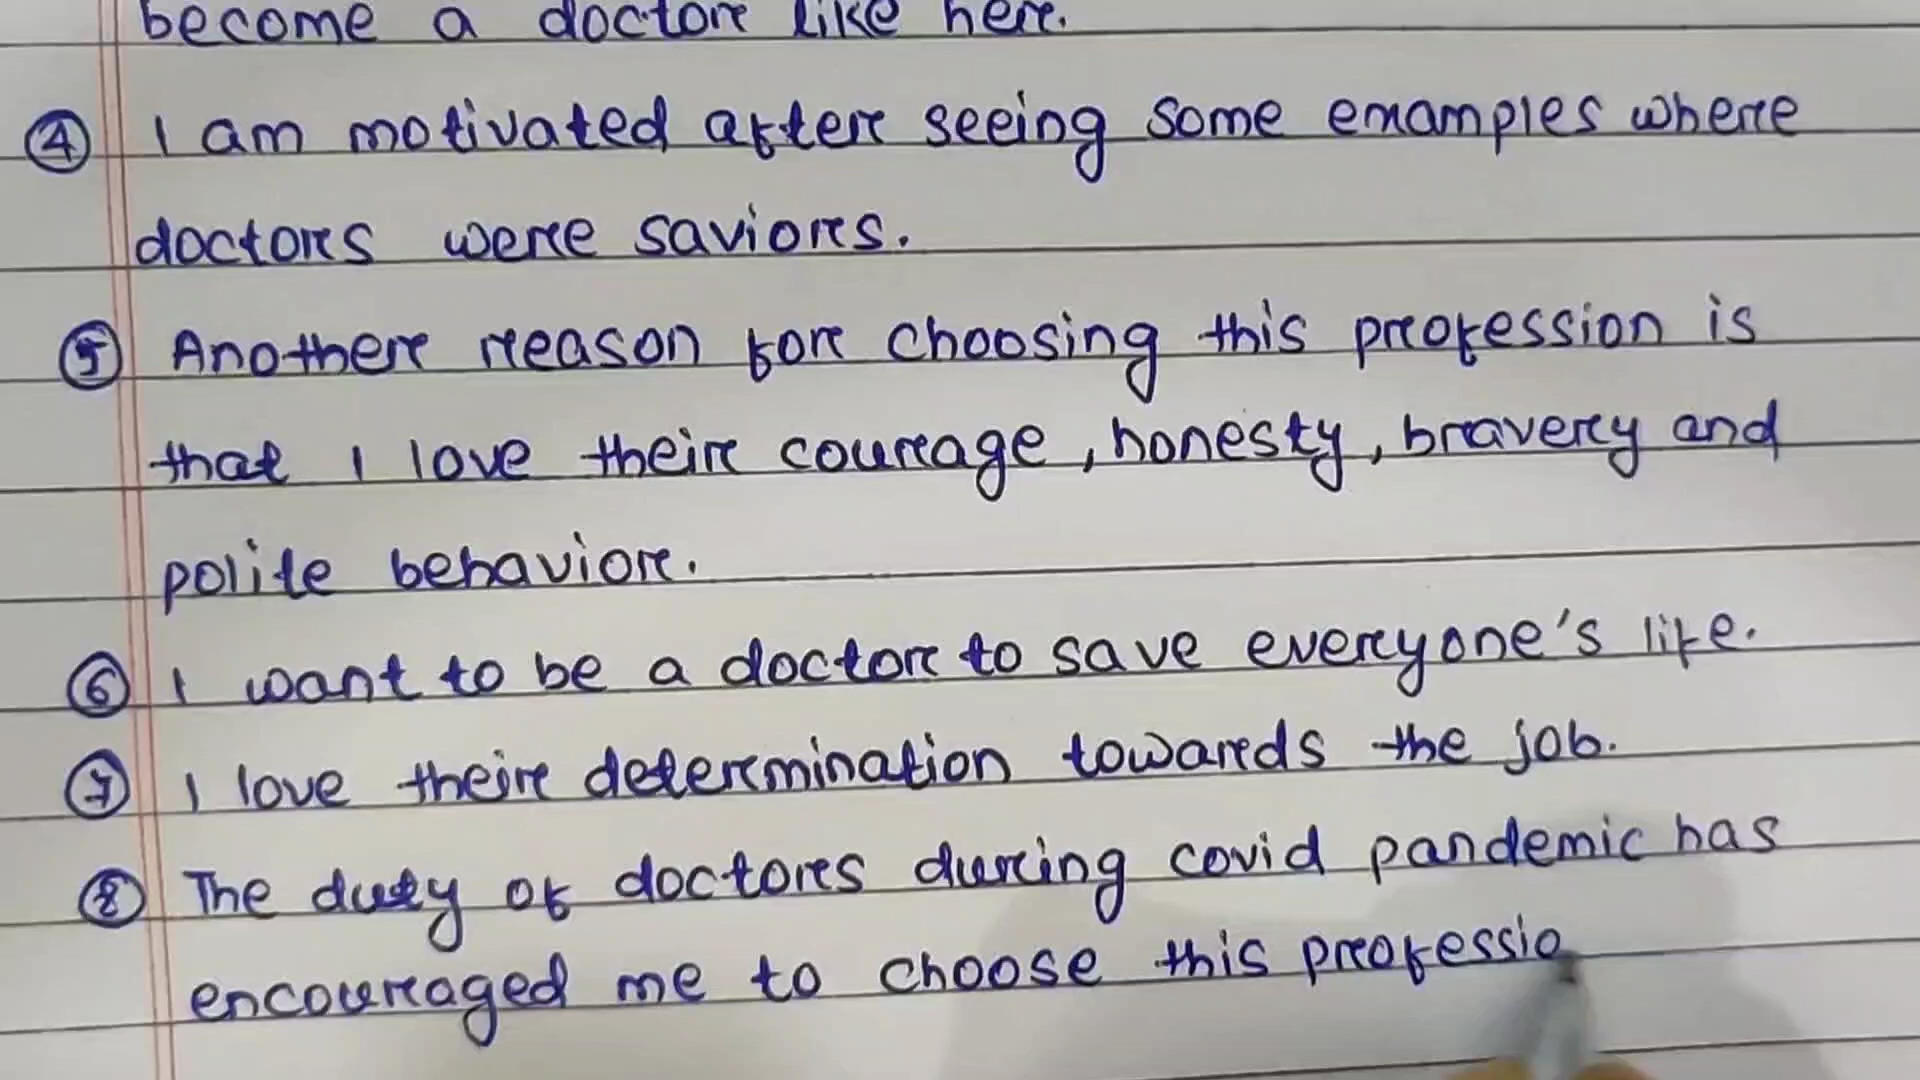 become a doctor like her.
④ I am motivated after seeing some examples where
doctors were saviors.
⑤ Another reason for choosing this profession is
that I love their courage, honesty, bravery and
polite behavior.
⑥ I want to be a doctor to save everyone's life.
⑦ I love their determination towards the job.
⑧ The duty of doctors during covid pandemic has
encouraged me to choose this professio